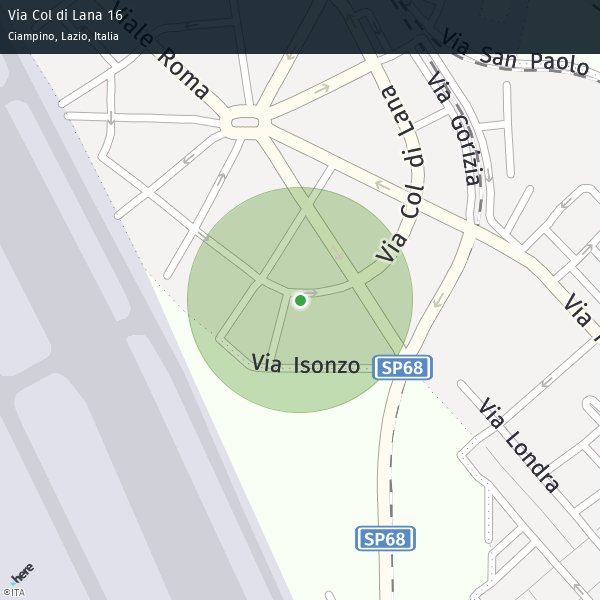 Via Col di Lana 16
Ciampino, Lazio, Italia
Viale Roma
Via San Paolo
Via Gorizia
Via Col di Lana
Via
Via Isonzo
SP68
Via Londra
SP68
here
©ITA